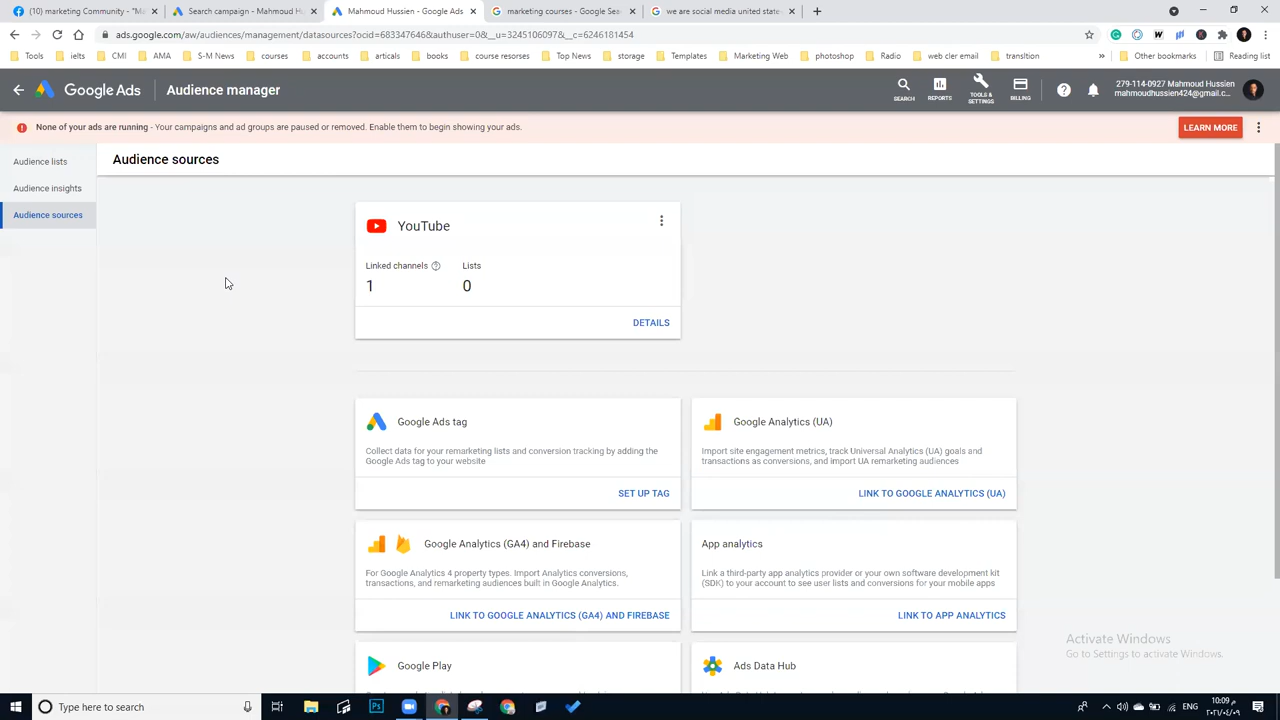 (10) marketing Community - "Ma
Search campaign - Mahmoud Hu
Mahmoud Hussien - Google Ads
marketing courses - Google Sea
we are social media united state
ads.google.com/aw/audiences/management/datasources?ocid=683347646&authuser=0&__u=32451060​97&__c=6246181454
Tools
ielts
CMI
AMA
S-M News
courses
accounts
articals
books
course resorses
Top News
storage
Templates
Marketing Web
photoshop
Radio
web cler email
transltion
»
Other bookmarks
Reading list
Google Ads
Audience manager
SEARCH
REPORTS
TOOLS &
SETTINGS
BILLING
279-114-0927 Mahmoud Hussien
mahmoudhussien424@gmail.c...
None of your ads are running - Your campaigns and ad groups are paused or removed. Enable them to begin showing your ads.
LEARN MORE
Audience lists
Audience insights
Audience sources
Audience sources
YouTube
Linked channels
Lists
1
0
DETAILS
Google Ads tag
Collect data for your remarketing lists and conversion tracking by adding the
Google Ads tag to your website
SET UP TAG
Google Analytics (UA)
Import site engagement metrics, track Universal Analytics (UA) goals and
transactions as conversions, and import UA remarketing audiences
LINK TO GOOGLE ANALYTICS (UA)
Google Analytics (GA4) and Firebase
For Google Analytics 4 property types. Import Analytics conversions,
transactions, and remarketing audiences built in Google Analytics.
LINK TO GOOGLE ANALYTICS (GA4) AND FIREBASE
App analytics
Link a third-party app analytics provider or your own software development kit
(SDK) to your account to see user lists and conversions for your mobile apps
LINK TO APP ANALYTICS
Google Play
Ads Data Hub
Activate Windows
Go to Settings to activate Windows.
Type here to search
Ps
ENG
10:09 م